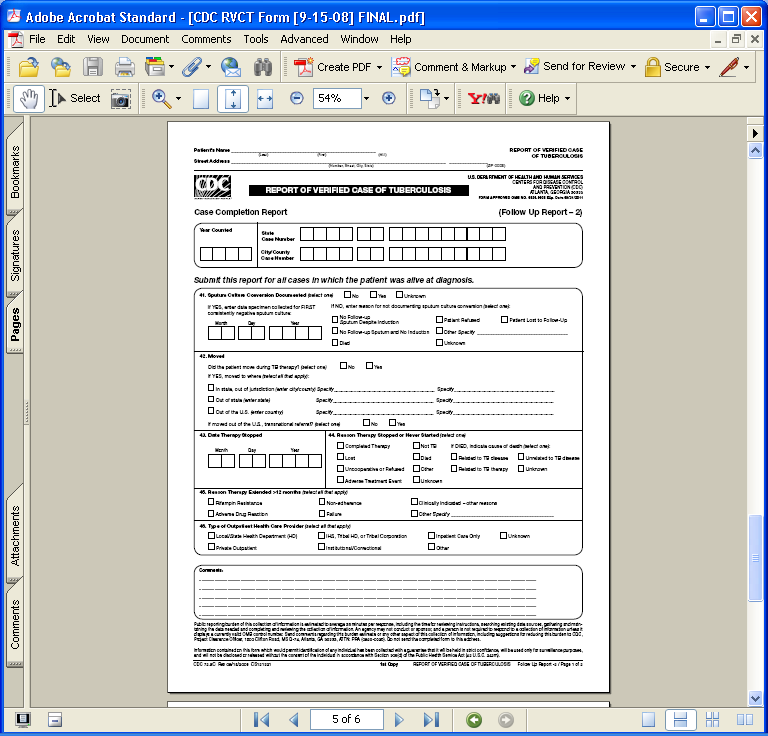 Adobe Acrobat Standard - [CDC RVCT Form [9-15-08] FINAL.pdf]
File Edit View Document Comments Tools Advanced Window Help
Create PDF Comment & Markup Send for Review Secure
Select 54% Y! Help
Bookmarks
Signatures
Pages
Attachments
Comments
Patient's Name REPORT OF VERIFIED CASE
(Last) (First) (M.I.) OF TUBERCULOSIS
Street Address
(Number, Street, City, State) (ZIP CODE)
CDC
U.S. DEPARTMENT OF HEALTH AND HUMAN SERVICES
CENTERS FOR DISEASE CONTROL
AND PREVENTION (CDC)
ATLANTA, GEORGIA 30333
REPORT OF VERIFIED CASE OF TUBERCULOSIS
Case Completion Report (Follow Up Report – 2)
Year Counted State
Case Number
City/County
Case Number
Submit this report for all cases in which the patient was alive at diagnosis.
41. Sputum Culture Conversion Documented (select one) No Yes Unknown
If YES, enter date specimen collected for FIRST
consistently negative sputum culture:
If NO, enter reason for not documenting sputum culture conversion (select one):
Month Day Year
No Follow-up
Sputum Despite Induction Patient Refused Patient Lost to Follow-Up
No Follow-up Sputum and No Induction Other Specify
Died Unknown
42. Moved
Did the patient move during TB therapy? (select one) No Yes
If YES, moved to where (select all that apply):
In state, out of jurisdiction (enter city/county) Specify Specify
Out of state (enter state) Specify Specify
Out of the U.S. (enter country) Specify Specify
If moved out of the U.S., transnational referral? (select one) No Yes
43. Date Therapy Stopped
Month Day Year
44. Reason Therapy Stopped or Never Started (select one)
Completed Therapy Not TB If DIED, indicate cause of death (select one):
Lost Died Related to TB disease Unrelated to TB disease
Uncooperative or Refused Other Related to TB therapy Unknown
Adverse Treatment Event Unknown
45. Reason Therapy Extended >12 months (select all that apply)
Rifampin Resistance Non-adherence Clinically Indicated – other reasons
Adverse Drug Reaction Failure Other Specify
46. Type of Outpatient Health Care Provider (select all that apply)
Local/State Health Department (HD) IHS, Tribal HD, or Tribal Corporation Inpatient Care Only Unknown
Private Outpatient Institutional/Correctional Other
Comments:
1st Copy REPORT OF VERIFIED CASE OF TUBERCULOSIS Follow Up Report -2 / Page 1 of 2
5 of 6